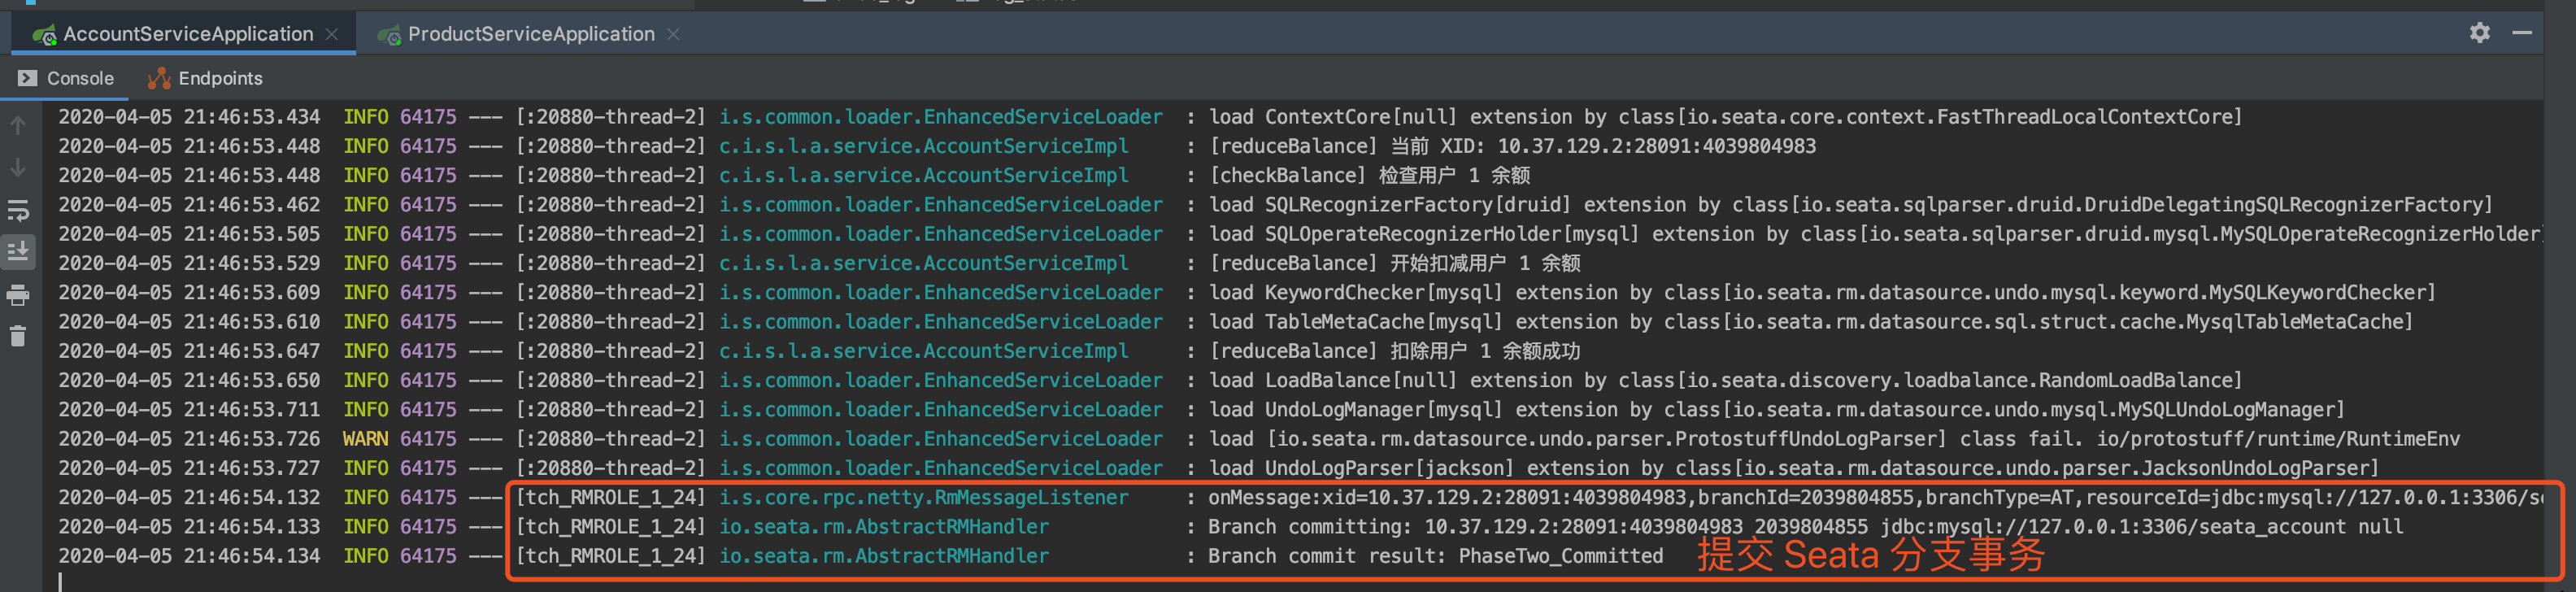 AccountServiceApplication ProductServiceApplication
Console Endpoints
2020-04-05 21:46:53.434 INFO 64175 --- [:20880-thread-2] i.s.common.loader.EnhancedServiceLoader : load ContextCore[null] extension by class[io.seata.core.context.FastThreadLocalContextCore]
2020-04-05 21:46:53.448 INFO 64175 --- [:20880-thread-2] c.i.s.l.a.service.AccountServiceImpl : [reduceBalance] 当前 XID: 10.37.129.2:28091:4039804983
2020-04-05 21:46:53.448 INFO 64175 --- [:20880-thread-2] c.i.s.l.a.service.AccountServiceImpl : [checkBalance] 检查用户 1 余额
2020-04-05 21:46:53.462 INFO 64175 --- [:20880-thread-2] i.s.common.loader.EnhancedServiceLoader : load SQLRecognizerFactory[druid] extension by class[io.seata.sqlparser.druid.DruidDelegatingSQLRecognizerFactory]
2020-04-05 21:46:53.505 INFO 64175 --- [:20880-thread-2] i.s.common.loader.EnhancedServiceLoader : load SQLOperateRecognizerHolder[mysql] extension by class[io.seata.sqlparser.druid.mysql.MySQLOperateRecognizerHolder]
2020-04-05 21:46:53.529 INFO 64175 --- [:20880-thread-2] c.i.s.l.a.service.AccountServiceImpl : [reduceBalance] 开始扣减用户 1 余额
2020-04-05 21:46:53.609 INFO 64175 --- [:20880-thread-2] i.s.common.loader.EnhancedServiceLoader : load KeywordChecker[mysql] extension by class[io.seata.rm.datasource.undo.mysql.keyword.MySQLKeywordChecker]
2020-04-05 21:46:53.610 INFO 64175 --- [:20880-thread-2] i.s.common.loader.EnhancedServiceLoader : load TableMetaCache[mysql] extension by class[io.seata.rm.datasource.sql.struct.cache.MysqlTableMetaCache]
2020-04-05 21:46:53.647 INFO 64175 --- [:20880-thread-2] c.i.s.l.a.service.AccountServiceImpl : [reduceBalance] 扣除用户 1 余额成功
2020-04-05 21:46:53.650 INFO 64175 --- [:20880-thread-2] i.s.common.loader.EnhancedServiceLoader : load LoadBalance[null] extension by class[io.seata.discovery.loadbalance.RandomLoadBalance]
2020-04-05 21:46:53.711 INFO 64175 --- [:20880-thread-2] i.s.common.loader.EnhancedServiceLoader : load UndoLogManager[mysql] extension by class[io.seata.rm.datasource.undo.mysql.MySQLUndoLogManager]
2020-04-05 21:46:53.726 WARN 64175 --- [:20880-thread-2] i.s.common.loader.EnhancedServiceLoader : load [io.seata.rm.datasource.undo.parser.ProtostuffUndoLogParser] class fail. io/protostuff/runtime/RuntimeEnv
2020-04-05 21:46:53.727 INFO 64175 --- [:20880-thread-2] i.s.common.loader.EnhancedServiceLoader : load UndoLogParser[jackson] extension by class[io.seata.rm.datasource.undo.parser.JacksonUndoLogParser]
2020-04-05 21:46:54.132 INFO 64175 --- [tch_RMROLE_1_24] i.s.core.rpc.netty.RmMessageListener : onMessage:xid=10.37.129.2:28091:4039804983,branchId=2039804855,branchType=AT,resourceId=jdbc:mysql://127.0.0.1:3306/se
2020-04-05 21:46:54.133 INFO 64175 --- [tch_RMROLE_1_24] io.seata.rm.AbstractRMHandler : Branch committing: 10.37.129.2:28091:4039804983 2039804855 jdbc:mysql://127.0.0.1:3306/seata_account null
2020-04-05 21:46:54.134 INFO 64175 --- [tch_RMROLE_1_24] io.seata.rm.AbstractRMHandler : Branch commit result: PhaseTwo_Committed 提交 Seata 分支事务